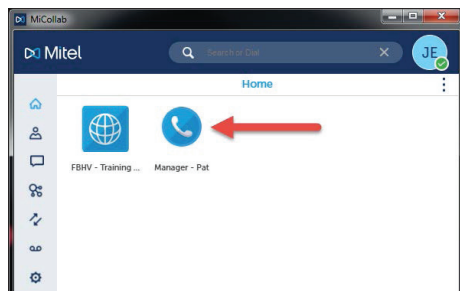 MiCollab
Mitel
Search or Dial
JE
Home
FBHV - Training ...
Manager - Pat